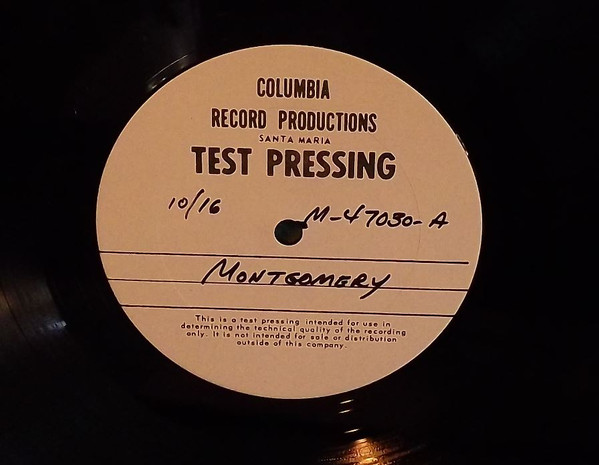 COLUMBIA
RECORD PRODUCTIONS
SANTA MARIA
TEST PRESSING
10/16 M-47030-A
MONTGOMERY
This is a test pressing intended for use in
determining the technical quality of the recording
only. It is not intended for sale or distribution
outside of this company.